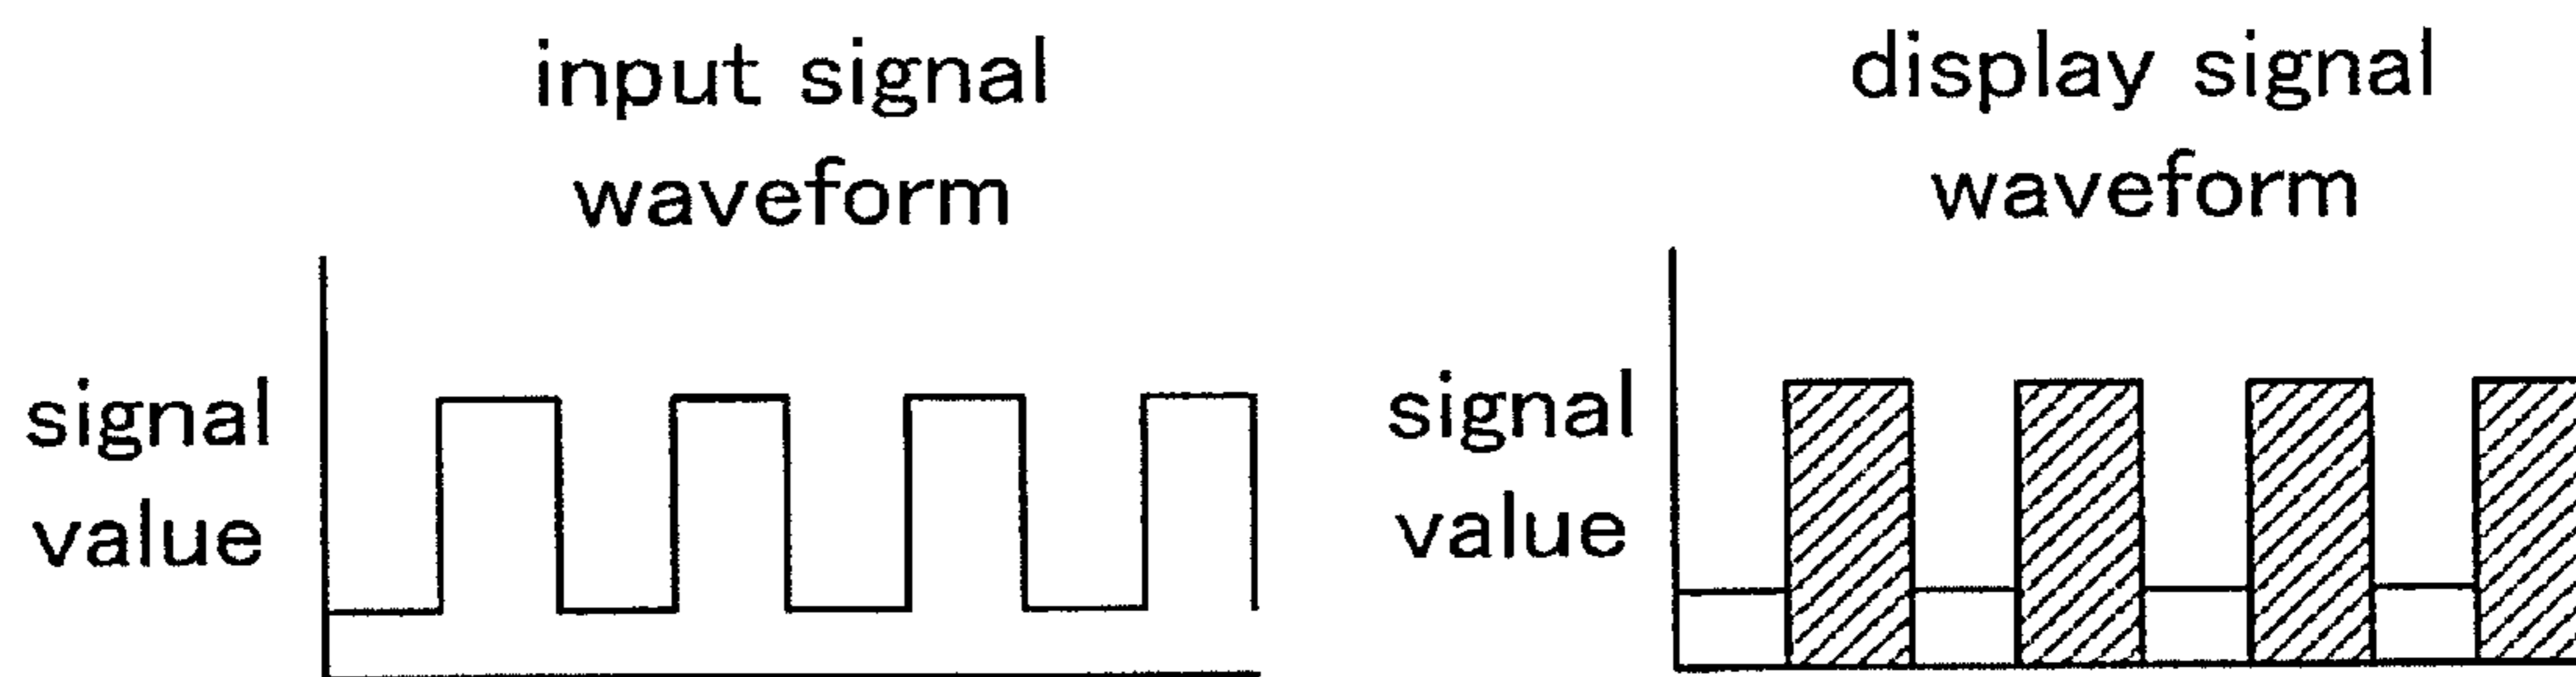 input signal
waveform
signal
value
display signal
waveform
signal
value